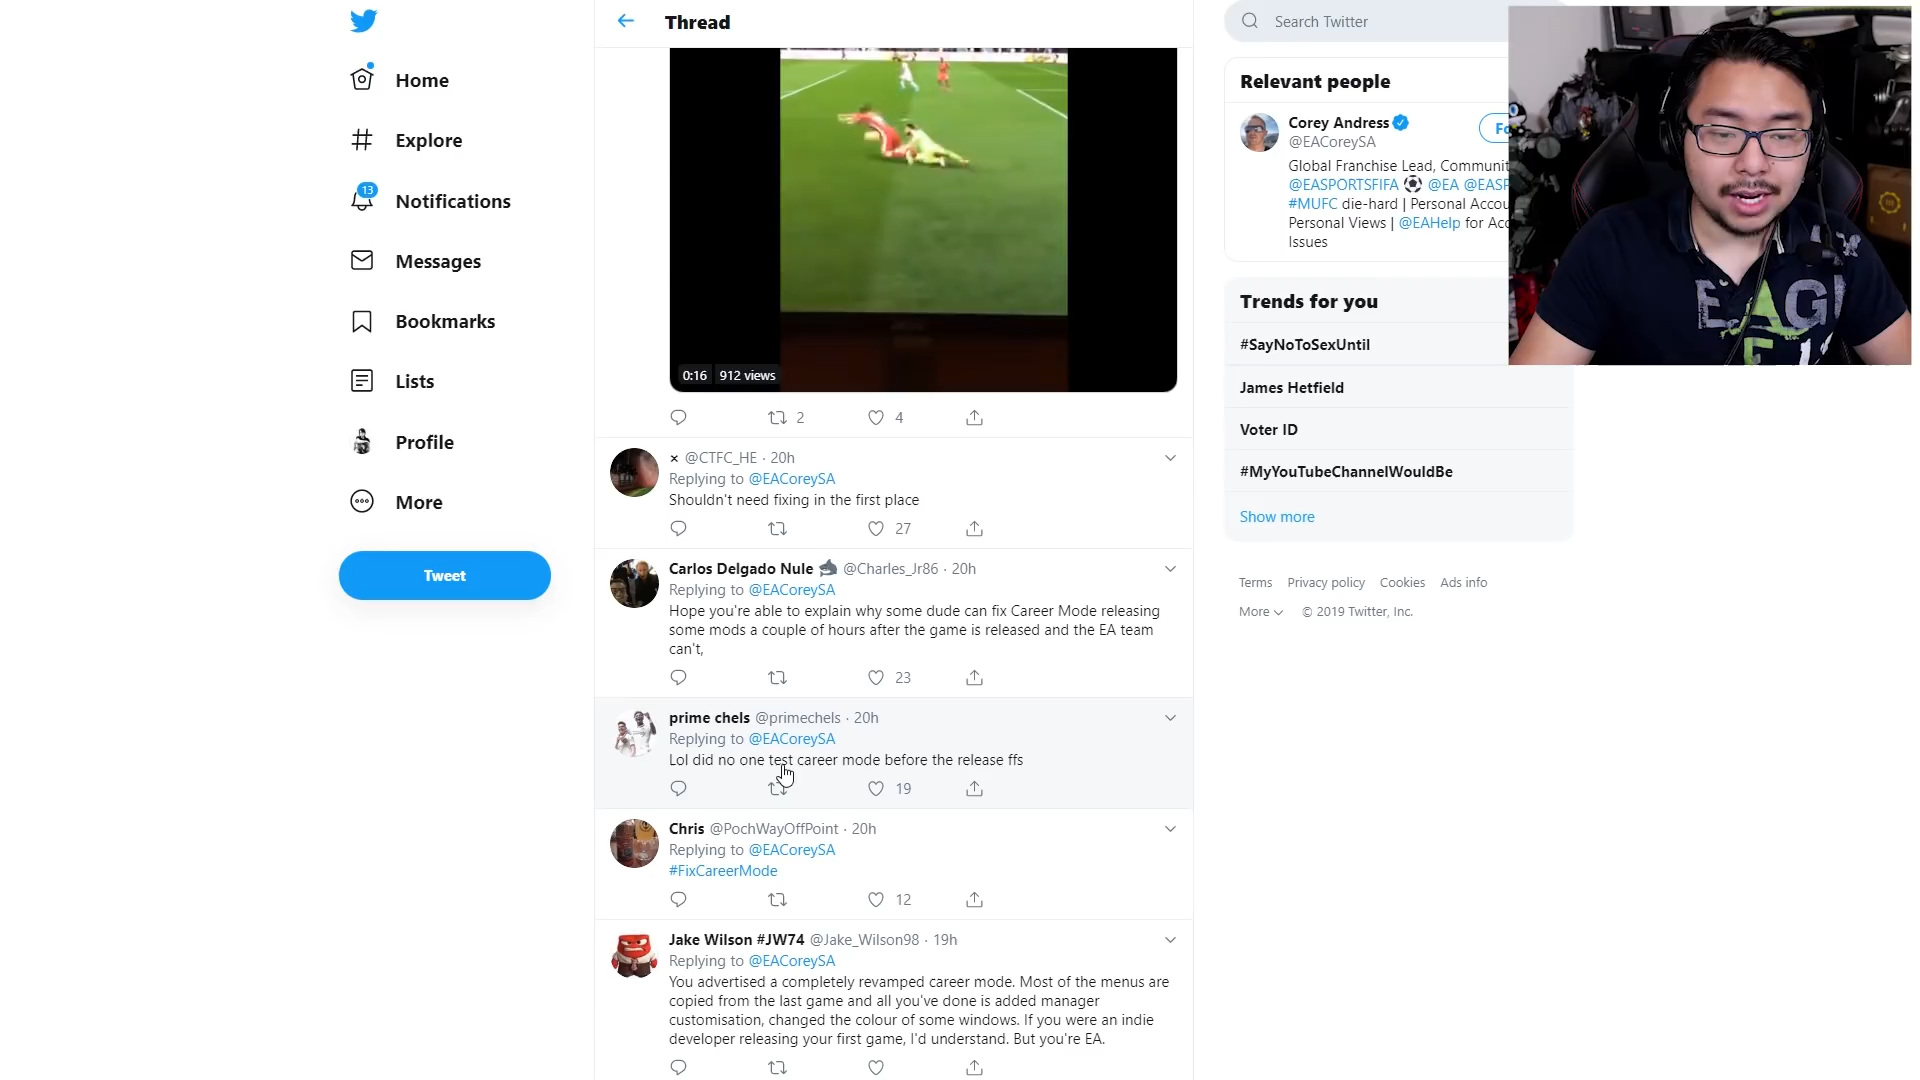 Home
Explore
13
Notifications
Messages
Bookmarks
Lists
Profile
More
Tweet
Thread
0:16 912 views
2 4
× @CTFC_HE · 20h
Replying to @EACoreySA
Shouldn't need fixing in the first place
27
Carlos Delgado Nule @Charles_Jr86 · 20h
Replying to @EACoreySA
Hope you're able to explain why some dude can fix Career Mode releasing
some mods a couple of hours after the game is released and the EA team
can't,
23
prime chels @primechels · 20h
Replying to @EACoreySA
Lol did no one test career mode before the release ffs
19
Chris @PochWayOffPoint · 20h
Replying to @EACoreySA
#FixCareerMode
12
Jake Wilson #JW74 @Jake_Wilson98 · 19h
Replying to @EACoreySA
You advertised a completely revamped career mode. Most of the menus are
copied from the last game and all you've done is added manager
customisation, changed the colour of some windows. If you were an indie
developer releasing your first game, I'd understand. But you're EA.
Search Twitter
Relevant people
Corey Andress
@EACoreySA
Fo
Global Franchise Lead, Communit
@EASPORTSFIFA @EA @EASP
#MUFC die-hard | Personal Accou
Personal Views | @EAHelp for Acc
Issues
Trends for you
#SayNoToSexUntil
James Hetfield
Voter ID
#MyYouTubeChannelWouldBe
Show more
Terms Privacy policy Cookies Ads info
More © 2019 Twitter, Inc.